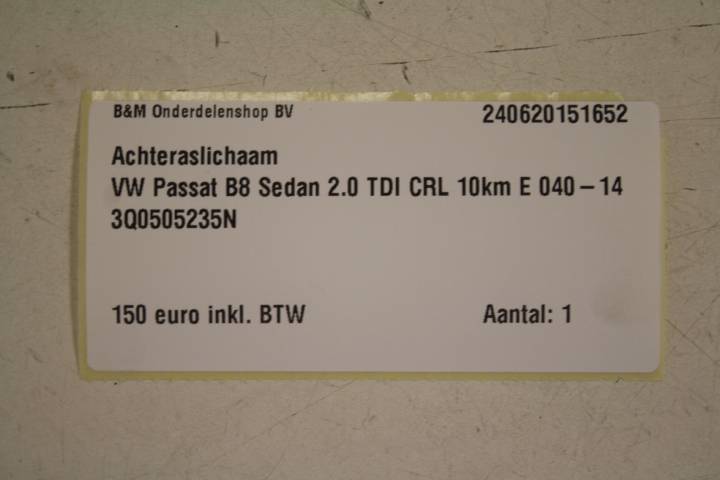 B&M Onderdelenshop BV 240620151652
Achteraslichaam
VW Passat B8 Sedan 2.0 TDI CRL 10km E 040-14
3Q0505235N
150 euro inkl. BTW Aantal: 1